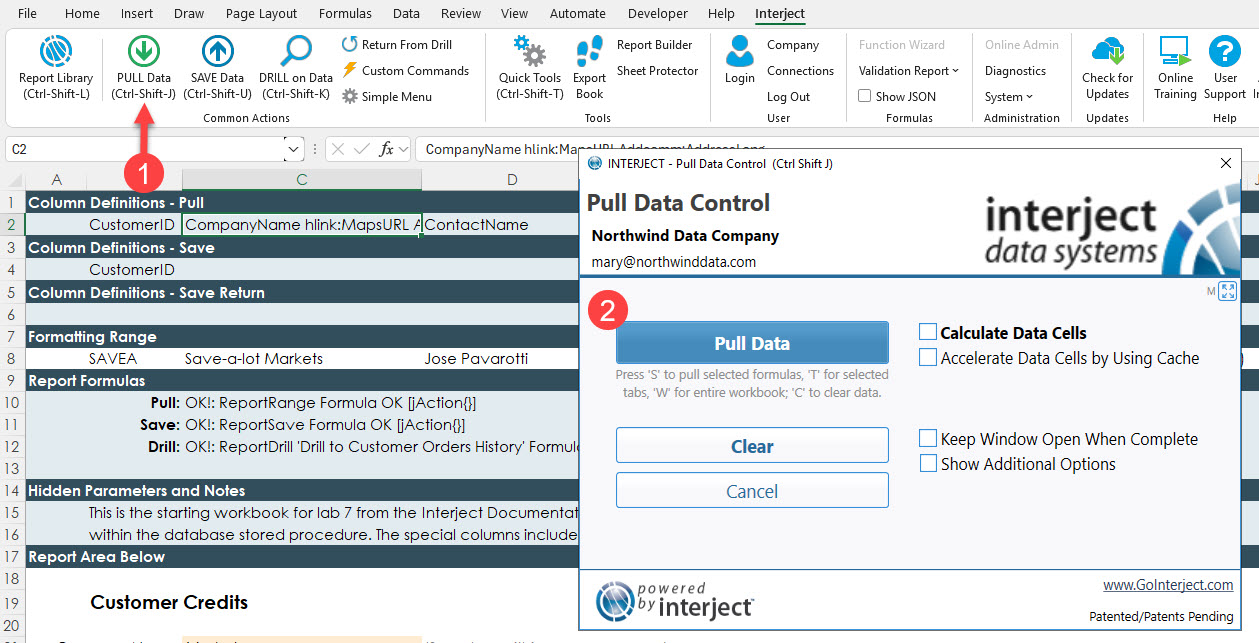 File Home Insert Draw Page Layout Formulas Data Review View Automate Developer Help Interject
Report Library
(Ctrl-Shift-L)
PULL Data
(Ctrl-Shift-J)
SAVE Data
(Ctrl-Shift-U)
DRILL on Data
(Ctrl-Shift-K)
Return From Drill
Custom Commands
Simple Menu
Common Actions
Quick Tools
(Ctrl-Shift-T)
Export
Book
Report Builder
Sheet Protector
Tools
Login
Company
Connections
Log Out
User
Function Wizard
Validation Report
Show JSON
Formulas
Online Admin
Diagnostics
System
Administration
Check for
Updates
Updates
Online
Training
User
Support
Help
C2
fx
CompanyName hlink:MapsURL
1
A C D
1 Column Definitions - Pull
2 CustomerID CompanyName hlink:MapsURL A ContactName
3 Column Definitions - Save
4 CustomerID
5 Column Definitions - Save Return
6
7 Formatting Range
8 SAVEA Save-a-lot Markets Jose Pavarotti
9 Report Formulas
10 Pull: OK!: ReportRange Formula OK [jAction{}]
11 Save: OK!: ReportSave Formula OK [jAction{}]
12 Drill: OK!: ReportDrill 'Drill to Customer Orders History' Formul
13
14 Hidden Parameters and Notes
15 This is the starting workbook for lab 7 from the Interject Documentat
16 within the database stored procedure. The special columns include
17 Report Area Below
18
19 Customer Credits
20
INTERJECT - Pull Data Control (Ctrl Shift J)
Pull Data Control
Northwind Data Company
mary@northwinddata.com
interject
data systems
M
2
Pull Data
Press 'S' to pull selected formulas, 'T' for selected
tabs, 'W' for entire workbook; 'C' to clear data.
Clear
Cancel
Calculate Data Cells
Accelerate Data Cells by Using Cache
Keep Window Open When Complete
Show Additional Options
powered
by interject
www.GoInterject.com
Patented/Patents Pending